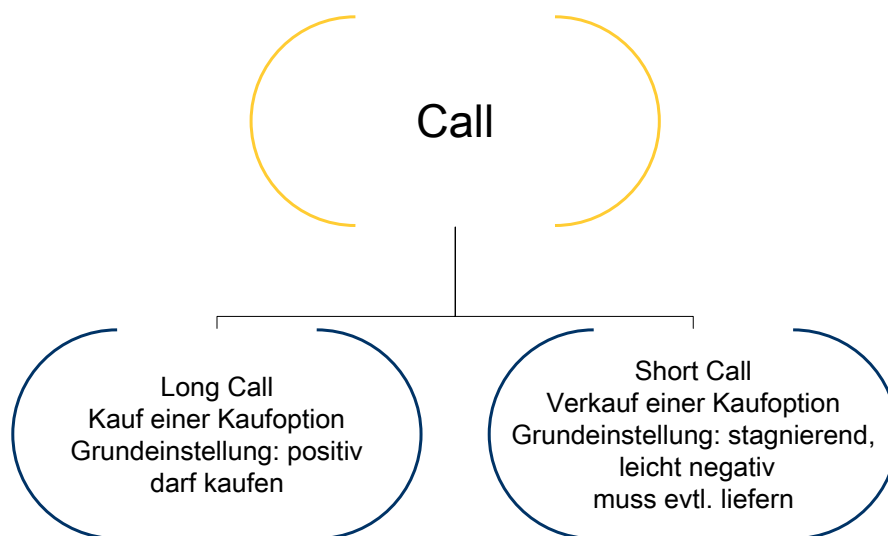 Call
Long Call
Kauf einer Kaufoption
Grundeinstellung: positiv
darf kaufen
Short Call
Verkauf einer Kaufoption
Grundeinstellung: stagnierend,
leicht negativ
muss evtl. liefern